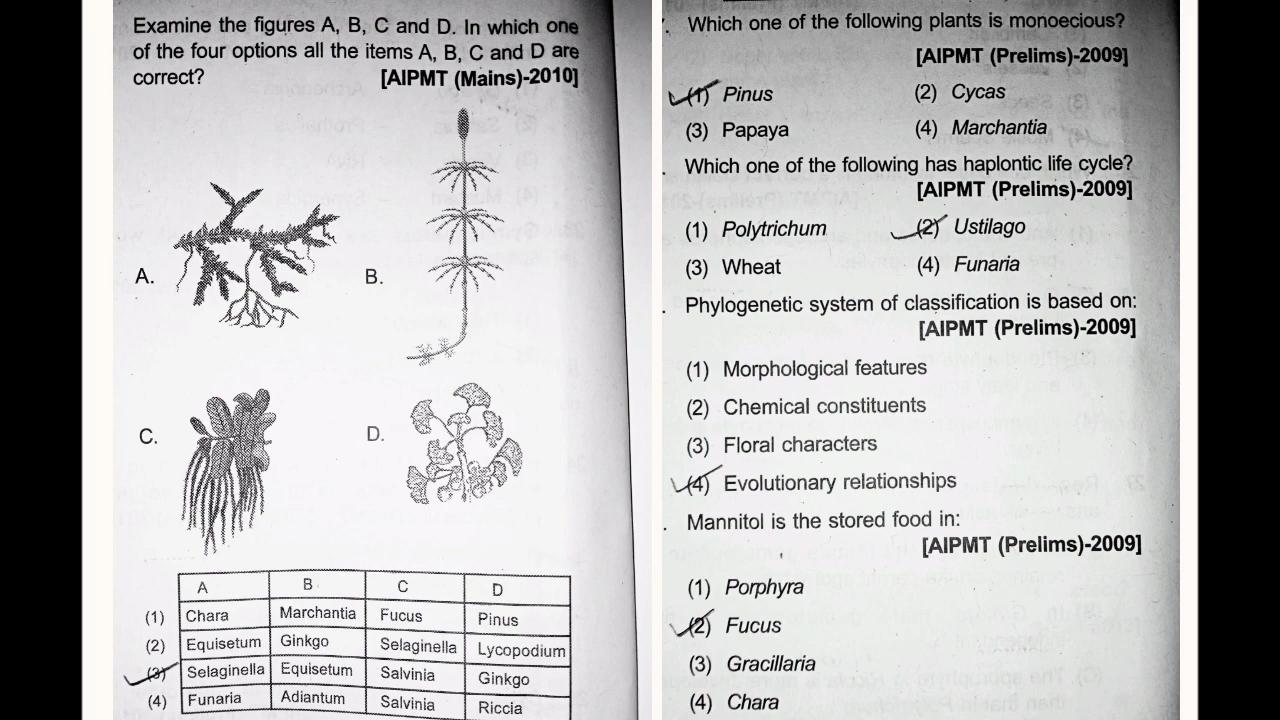 Examine the figures A, B, C and D. In which one
of the four options all the items A, B, C and D are
correct? [AIPMT (Mains)-2010]
A. B.
C. D.
A B C D
(1) Chara Marchantia Fucus Pinus
(2) Equisetum Ginkgo Selaginella Lycopodium
(3) Selaginella Equisetum Salvinia Ginkgo
(4) Funaria Adiantum Salvinia Riccia
Which one of the following plants is monoecious?
[AIPMT (Prelims)-2009]
(1) Pinus (2) Cycas
(3) Papaya (4) Marchantia
Which one of the following has haplontic life cycle?
[AIPMT (Prelims)-2009]
(1) Polytrichum (2) Ustilago
(3) Wheat (4) Funaria
Phylogenetic system of classification is based on:
[AIPMT (Prelims)-2009]
(1) Morphological features
(2) Chemical constituents
(3) Floral characters
(4) Evolutionary relationships
Mannitol is the stored food in:
[AIPMT (Prelims)-2009]
(1) Porphyra
(2) Fucus
(3) Gracillaria
(4) Chara